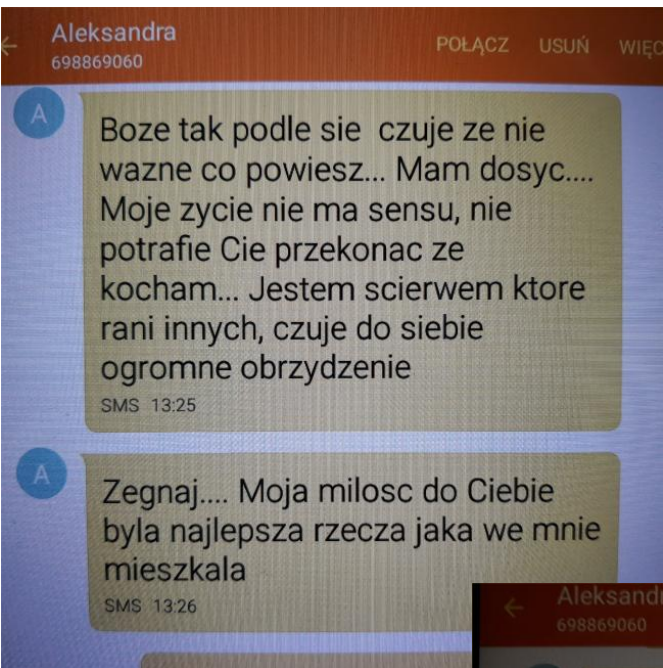 Aleksandra
698869060
POŁĄCZ USUŃ
A
Boze tak podle sie czuje ze nie
wazne co powiesz... Mam dosyc....
Moje zycie nie ma sensu, nie
potrafie Cie przekonac ze
kocham... Jestem scierwem ktore
rani innych, czuje do siebie
ogromne obrzydzenie
SMS 13:25
A
Zegnaj.... Moja milosc do Ciebie
byla najlepsza rzecza jaka we mnie
mieszkala
SMS 13:26
698869060